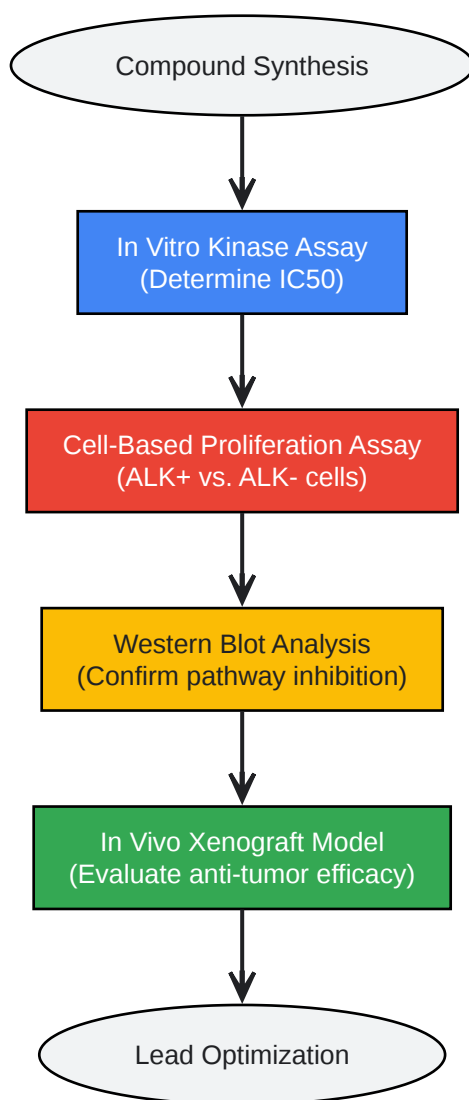 Compound Synthesis
In Vitro Kinase Assay
(Determine IC50)
Cell-Based Proliferation Assay
(ALK+ vs. ALK- cells)
Western Blot Analysis
(Confirm pathway inhibition)
In Vivo Xenograft Model
(Evaluate anti-tumor efficacy)
Lead Optimization